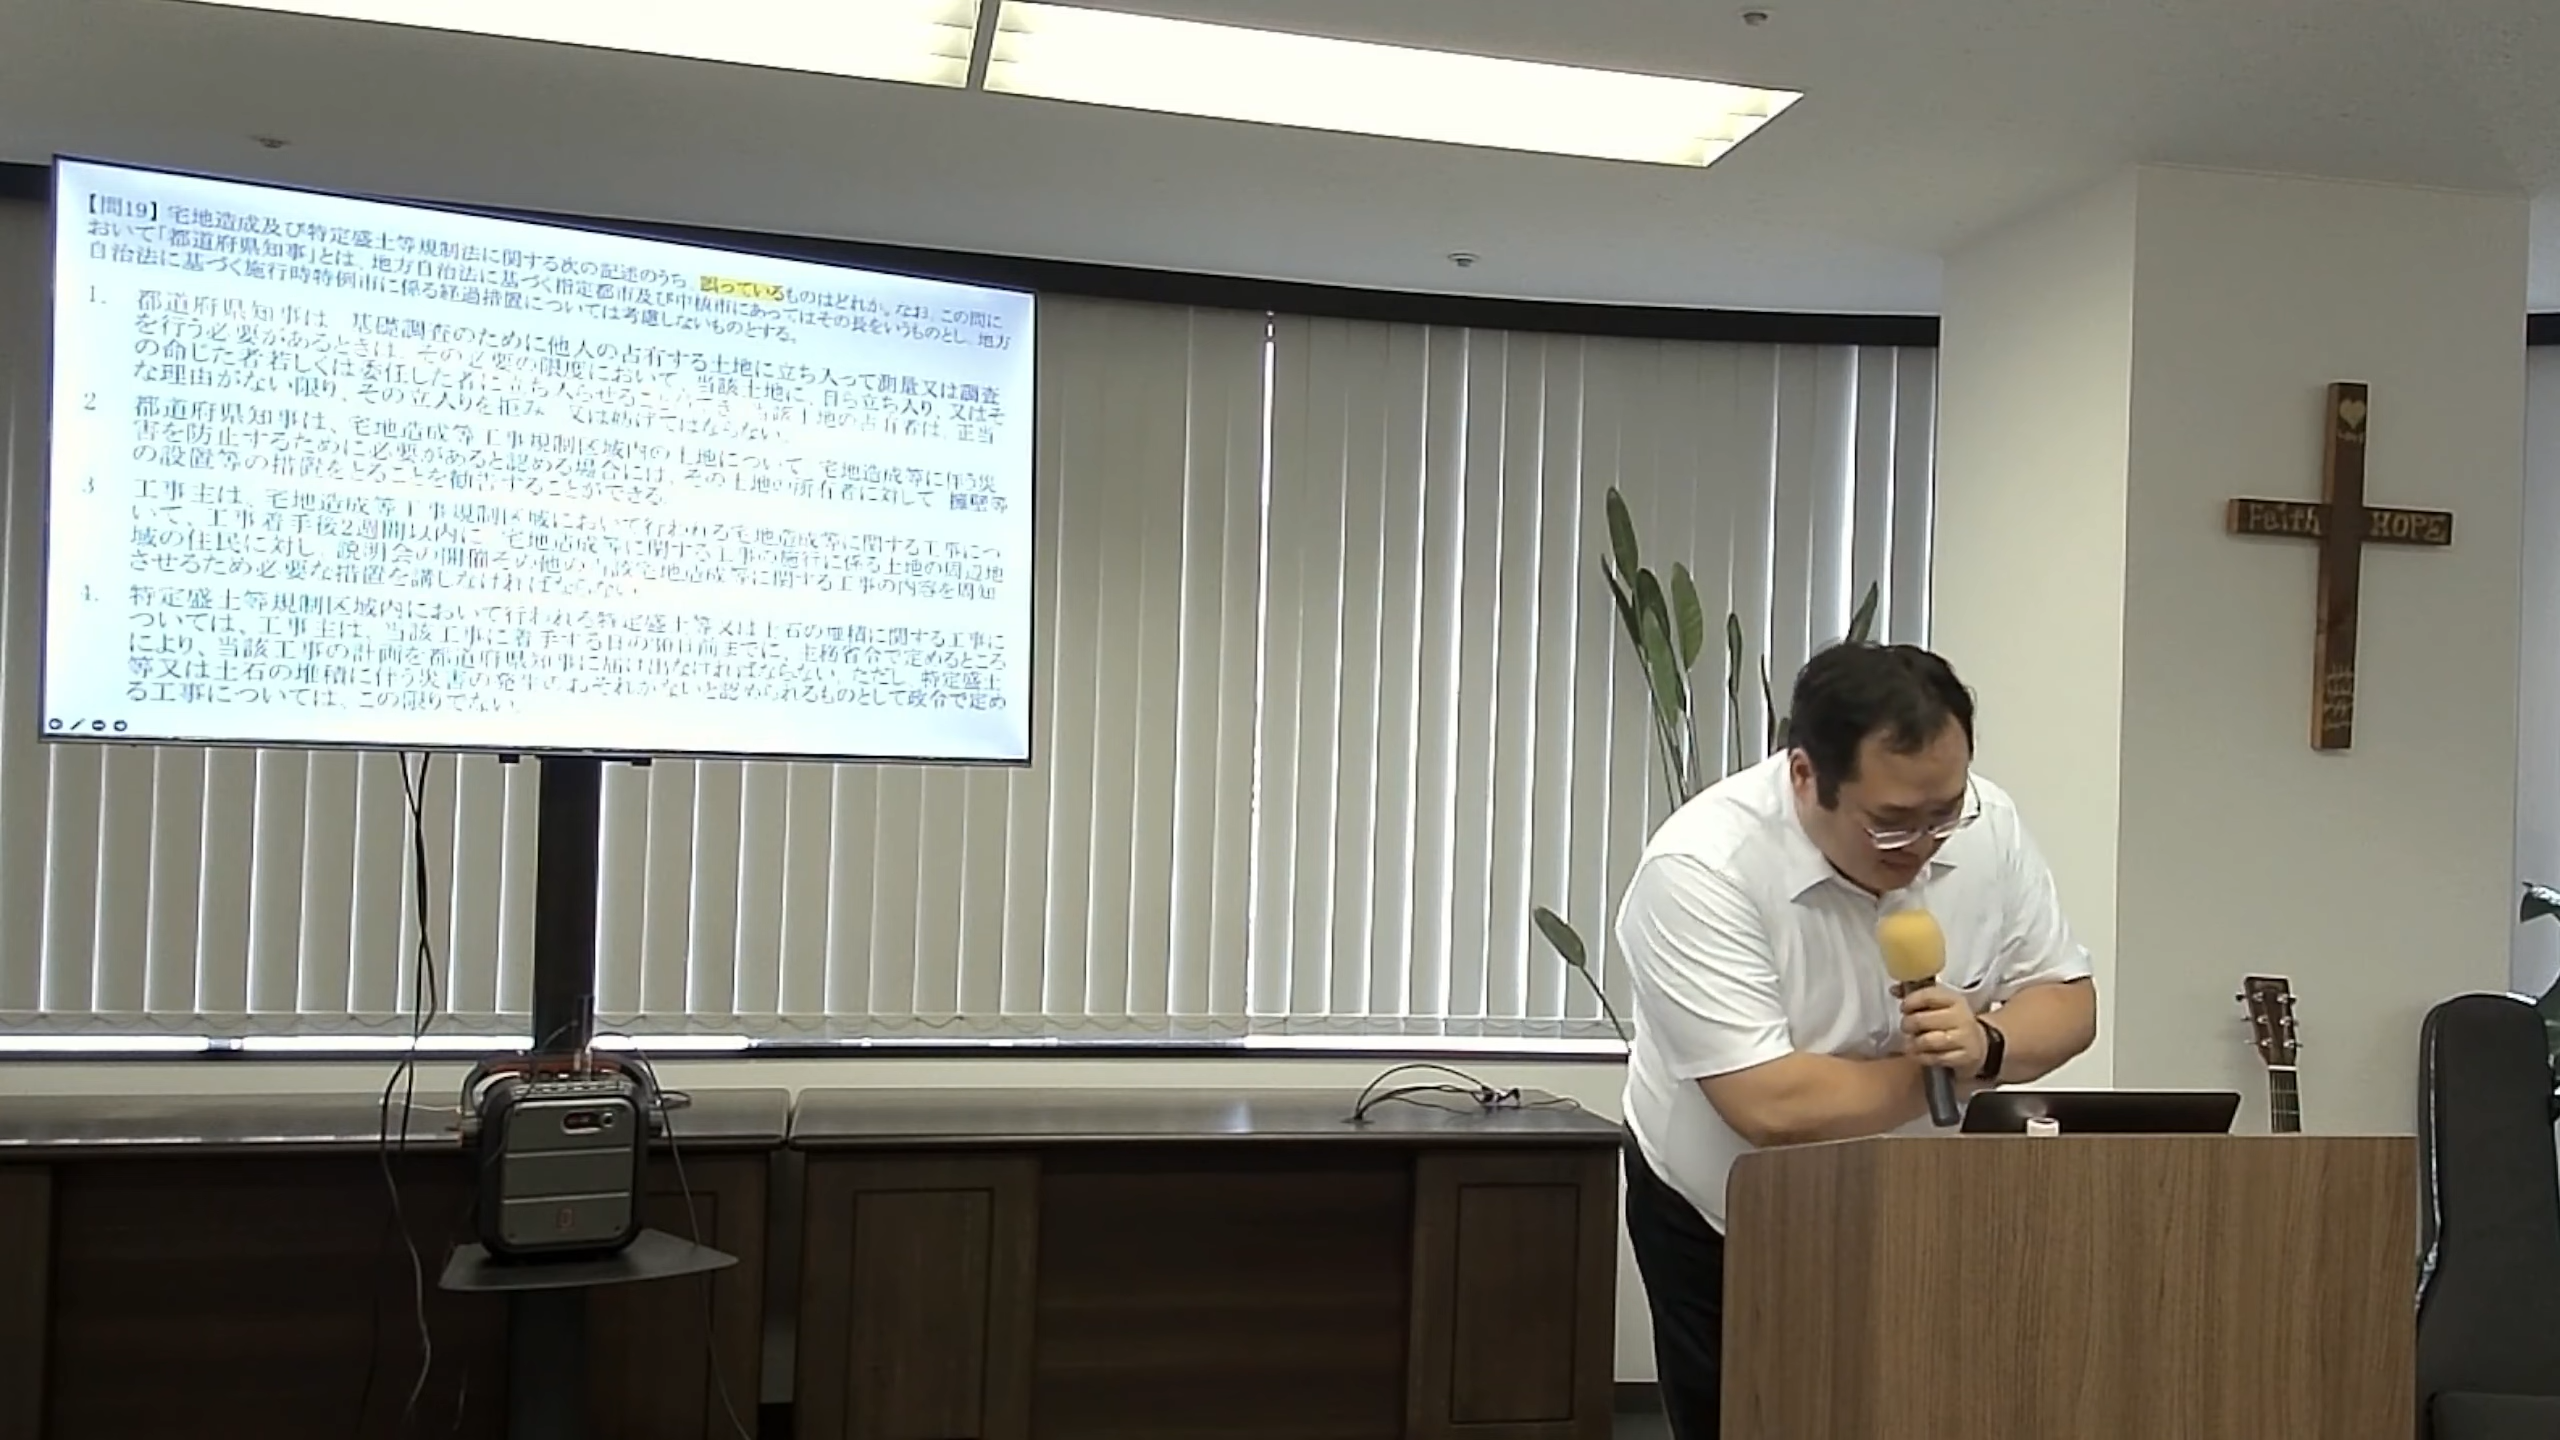 【問19】宅地造成及び特定盛土等規制法に関する次の記述のうち、誤っているものはどれか。なお、この問に
おいて「都道府県知事」とは、地方自治法に基づく指定都市及び中核市にあってはその長をいうものとし、地方
自治法に基づく施行時特例市に係る経過措置については考慮しないものとする。
1. 都道府県知事は、基礎調査のために他人の占有する土地に立ち入って測量又は調査
を行う必要があるときは、その必要の限度において、当該土地に、自ら立ち入り、又はそ
の命じた者若しくは委任した者に立ち入らせることができ、当該土地の占有者は、正当
な理由がない限り、その立入りを拒み、又は妨げてはならない。
2 都道府県知事は、宅地造成等工事規制区域内の土地について、宅地造成等に伴う災
害を防止するために必要があると認める場合には、その土地の所有者に対して、擁壁等
の設置等の措置をとることを勧告することができる。
3 工事主は、宅地造成等工事規制区域において行われる宅地造成等に関する工事につ
いて、工事着手後2週間以内に、宅地造成等に関する工事の施行に係る土地の周辺地
域の住民に対し、説明会の開催その他の当該宅地造成等に関する工事の内容を周知
させるため必要な措置を講じなければならない。
4. 特定盛土等規制区域内において行われる特定盛土等又は土石の堆積に関する工事に
ついては、工事主は、当該工事に着手する日の30日前までに、主務省令で定めるところ
により、当該工事の計画を都道府県知事に届け出なければならない。ただし、特定盛土
等又は土石の堆積に伴う災害の発生のおそれがないと認められるものとして政令で定め
る工事については、この限りでない。
Love
Faith HOPE